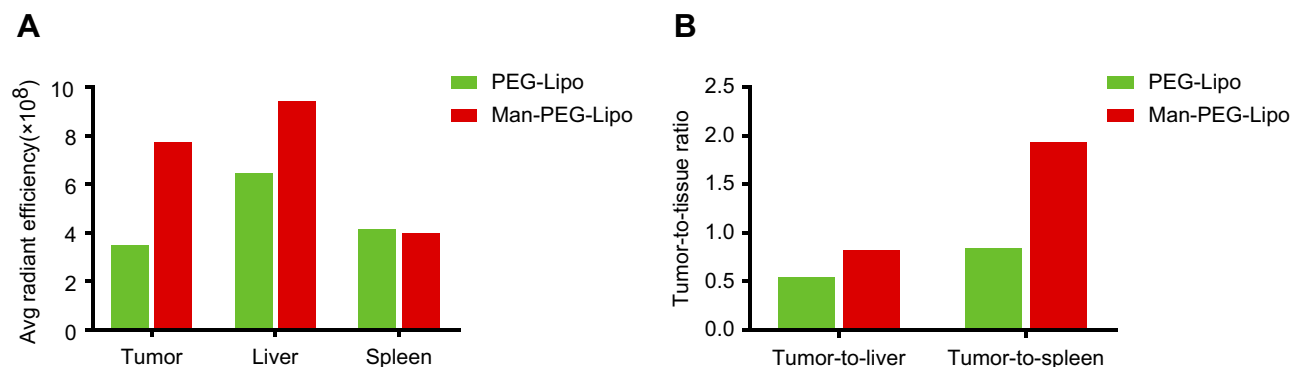 A
Avg radiant efficiency(×10⁸)
10
8
6
4
2
0
Tumor
Liver
Spleen
PEG-Lipo
Man-PEG-Lipo
B
Tumor-to-tissue ratio
2.5
2.0
1.5
1.0
0.5
0.0
Tumor-to-liver
Tumor-to-spleen
PEG-Lipo
Man-PEG-Lipo